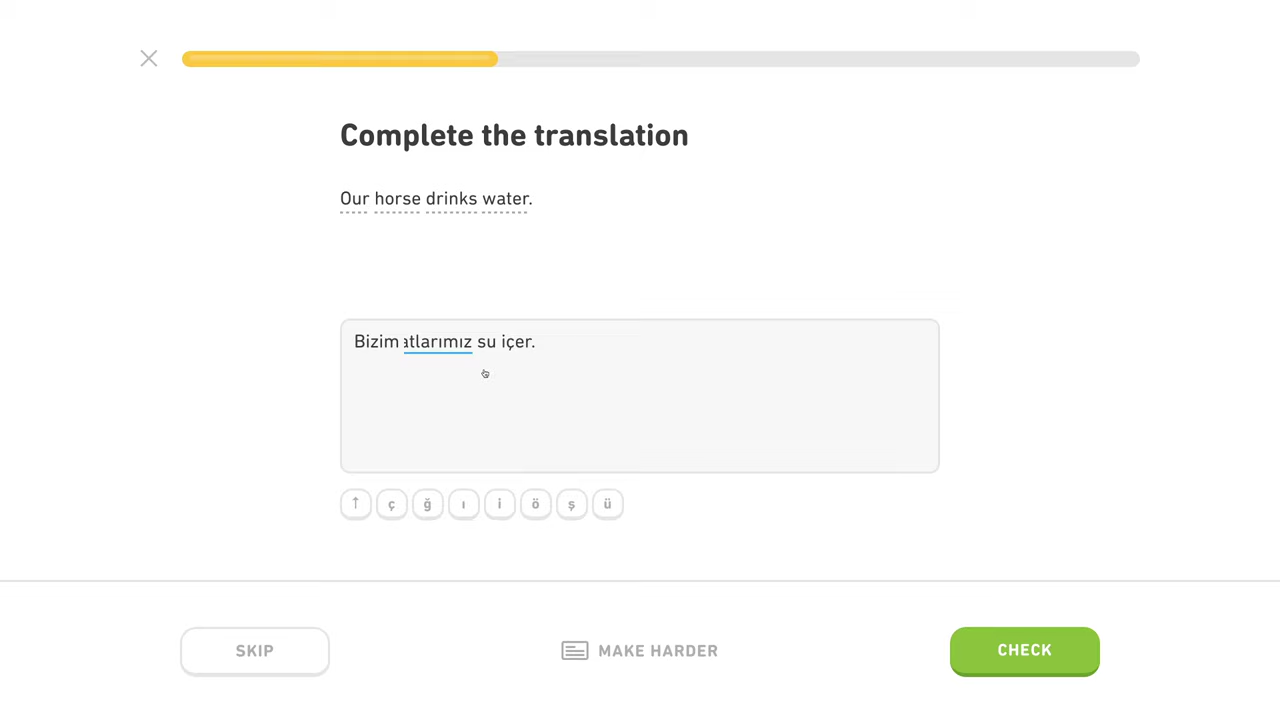 Complete the translation
Our horse drinks water.
Bizim atlarımız su içer.
↑ ç ğ ı i ö ş ü
SKIP
MAKE HARDER
CHECK